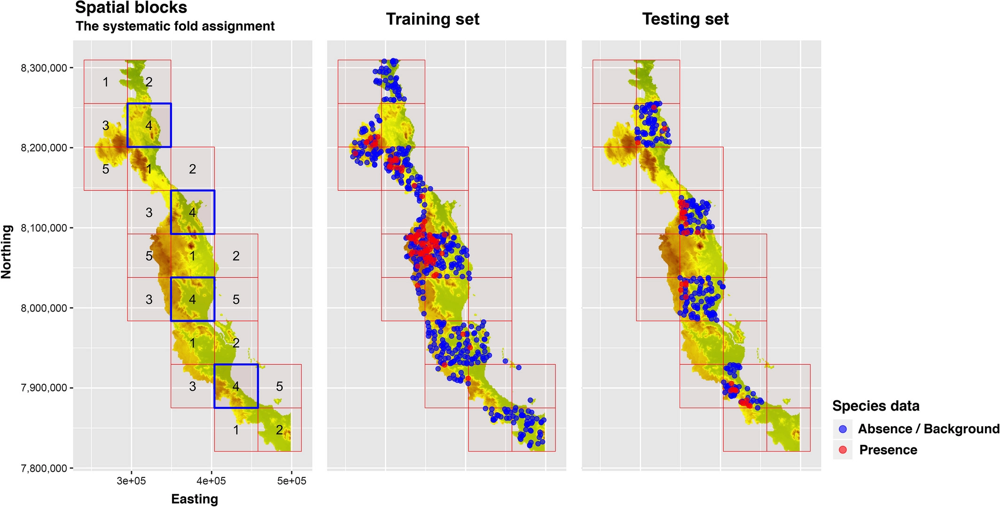 Spatial blocks
The systematic fold assignment
Training set
Testing set
Northing
8,300,000
8,200,000
8,100,000
8,000,000
7,900,000
7,800,000
1 2
3 4
5 1 2
3 4
5 1 2
3 4 5
1 2
3 4 5
1 2
3e+05 4e+05 5e+05
Easting
Species data
Absence / Background
Presence